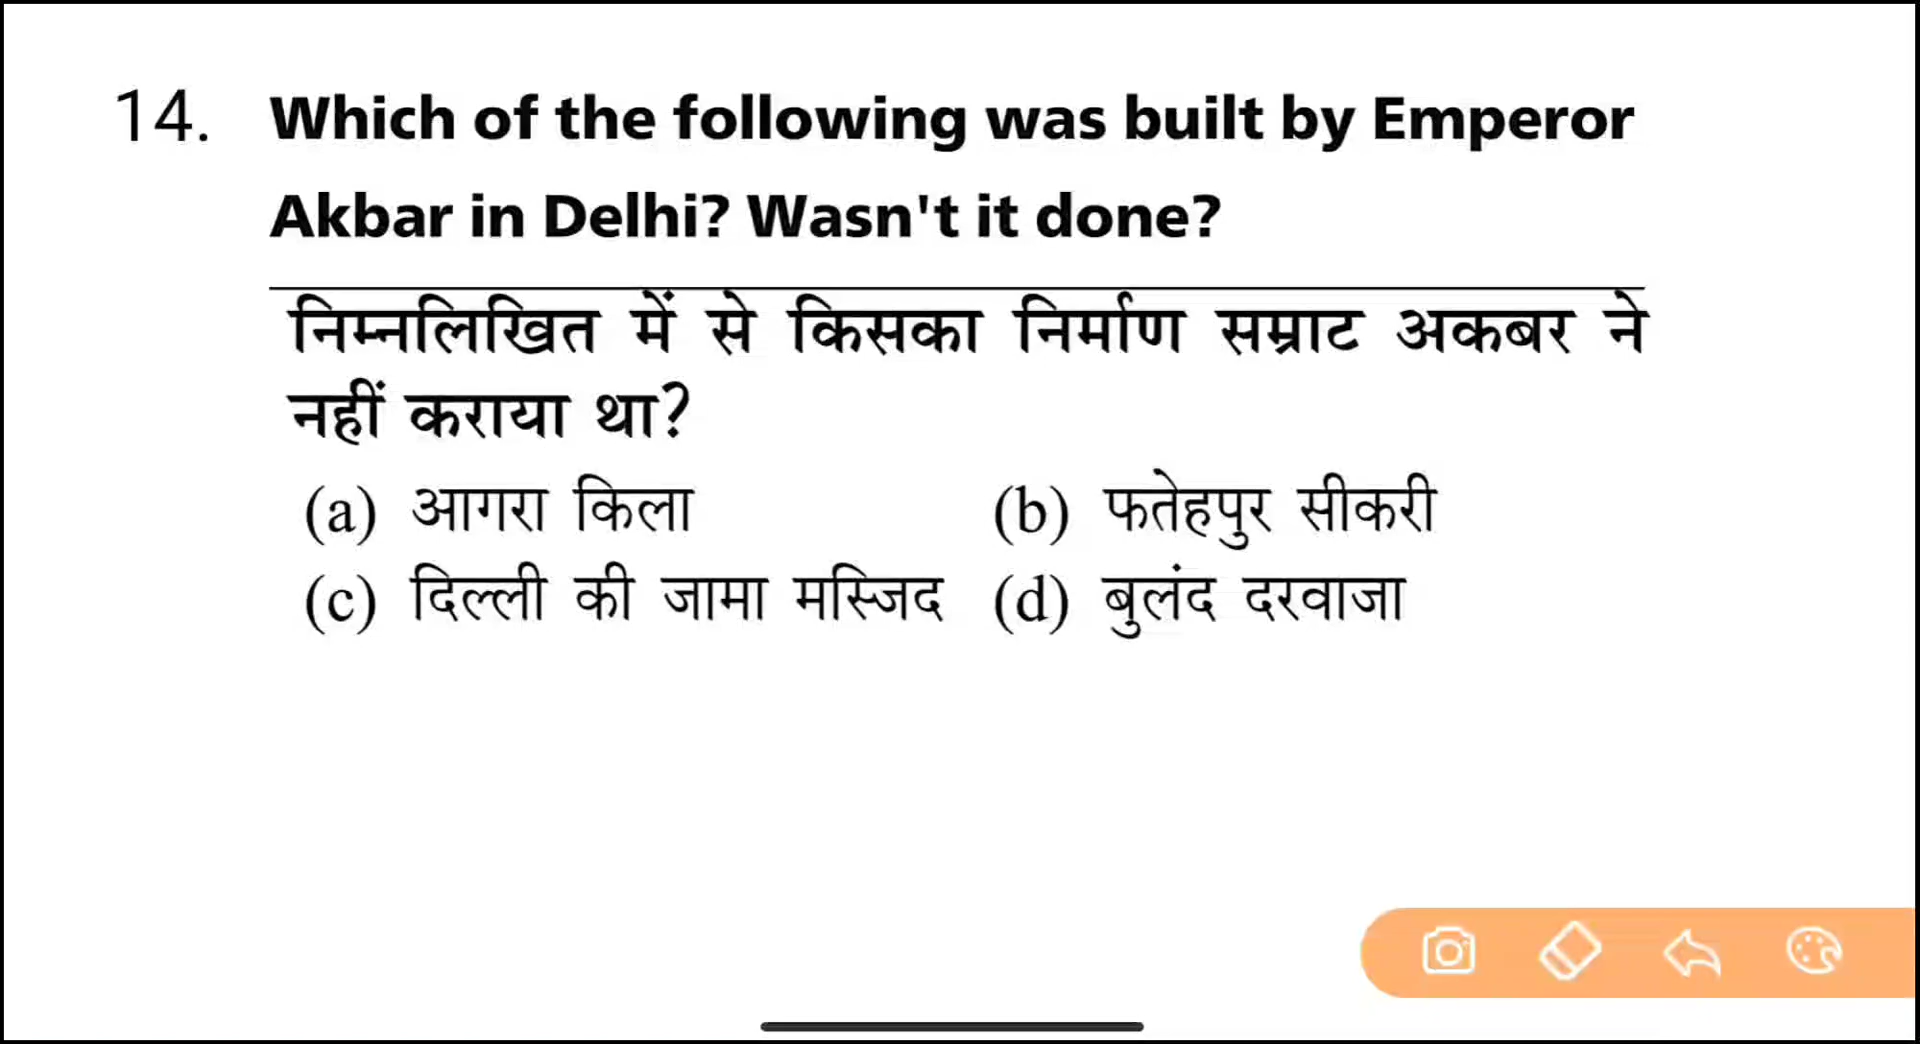 14. Which of the following was built by Emperor
Akbar in Delhi? Wasn't it done?
निम्नलिखित में से किसका निर्माण सम्राट अकबर ने
नहीं कराया था?
(a) आगरा किला (b) फतेहपुर सीकरी
(c) दिल्ली की जामा मस्जिद (d) बुलंद दरवाजा